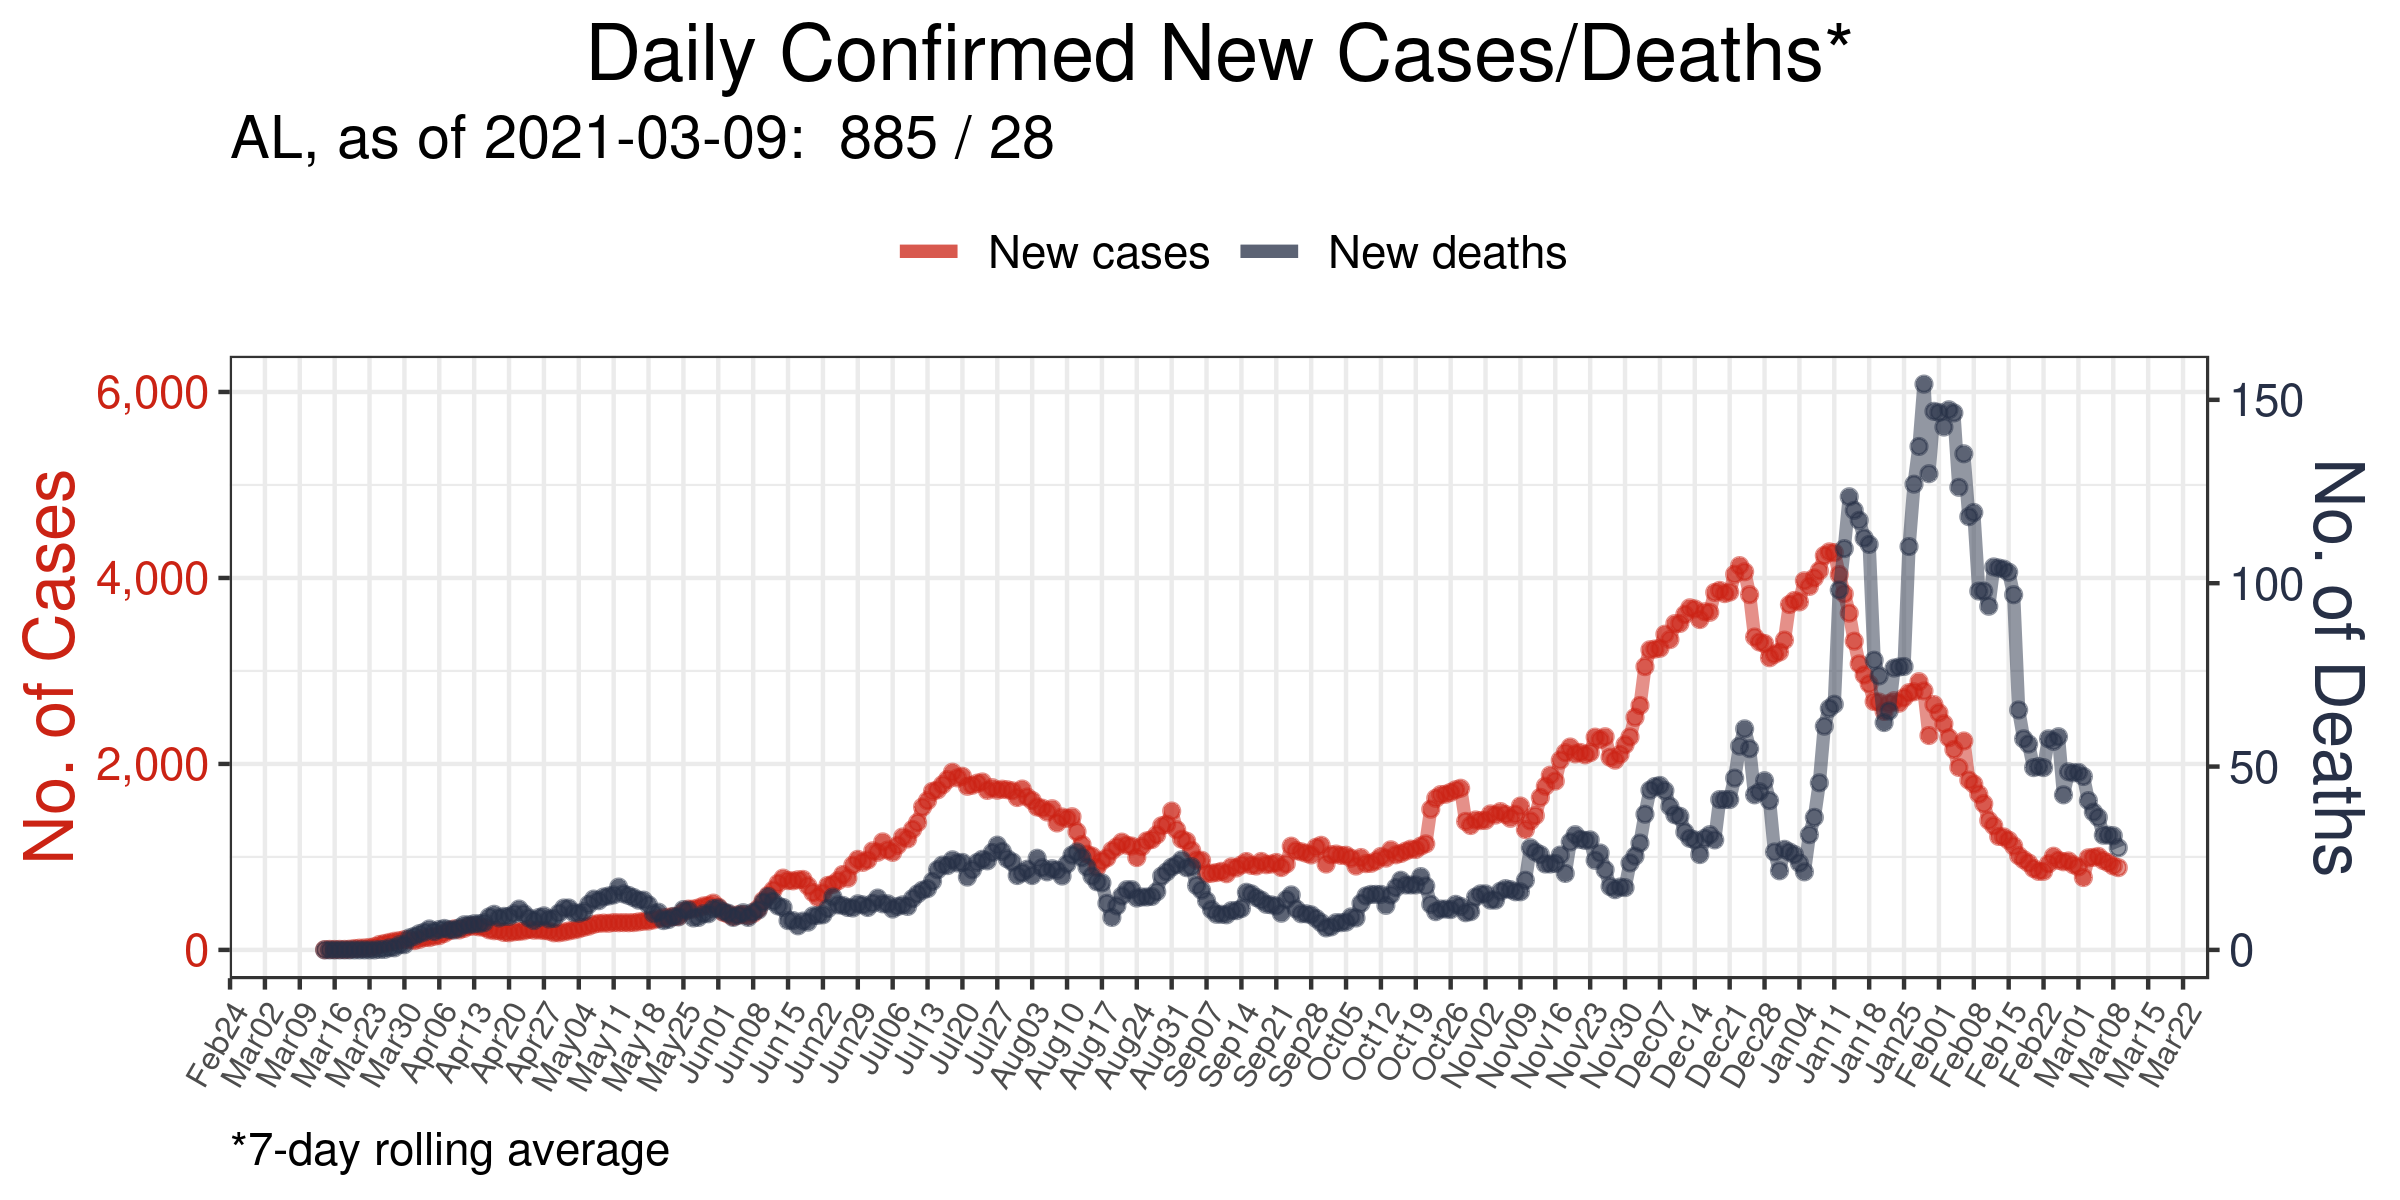 Daily Confirmed New Cases/Deaths*
AL, as of 2021-03-09:  885 / 28
New cases
New deaths
No. of Cases
6,000
4,000
2,000
0
150
100
50
0
No. of Deaths
Feb24
Mar02
Mar09
Mar16
Mar23
Mar30
Apr06
Apr13
Apr20
Apr27
May04
May11
May18
May25
Jun01
Jun08
Jun15
Jun22
Jun29
Jul06
Jul13
Jul20
Jul27
Aug03
Aug10
Aug17
Aug24
Aug31
Sep07
Sep14
Sep21
Sep28
Oct05
Oct12
Oct19
Oct26
Nov02
Nov09
Nov16
Nov23
Nov30
Dec07
Dec14
Dec21
Dec28
Jan04
Jan11
Jan18
Jan25
Feb01
Feb08
Feb15
Feb22
Mar01
Mar08
Mar15
Mar22
*7-day rolling average